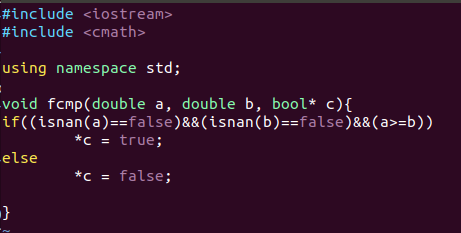 #include <iostream>
#include <cmath>
using namespace std;
void fcmp(double a, double b, bool* c){
if((isnan(a)==false)&&(isnan(b)==false)&&(a>=b))
        *c = true;
else
        *c = false;
}
~